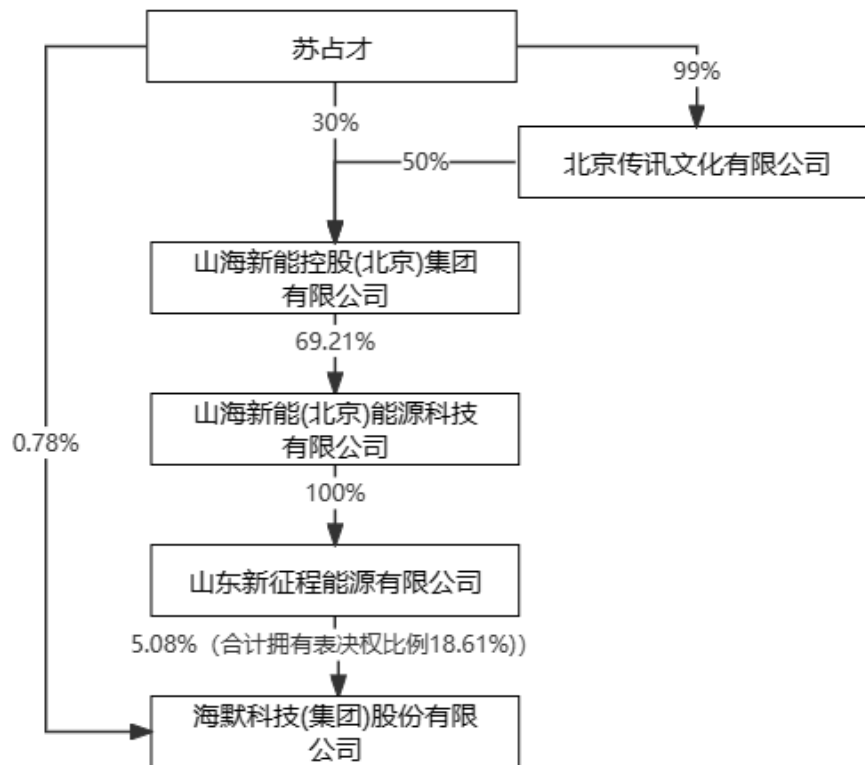 苏占才
99%
30%
北京传讯文化有限公司
50%
山海新能控股(北京)集团
有限公司
69.21%
山海新能(北京)能源科技
有限公司
0.78%
100%
山东新征程能源有限公司
5.08%（合计拥有表决权比例18.61%)）
海默科技(集团)股份有限
公司